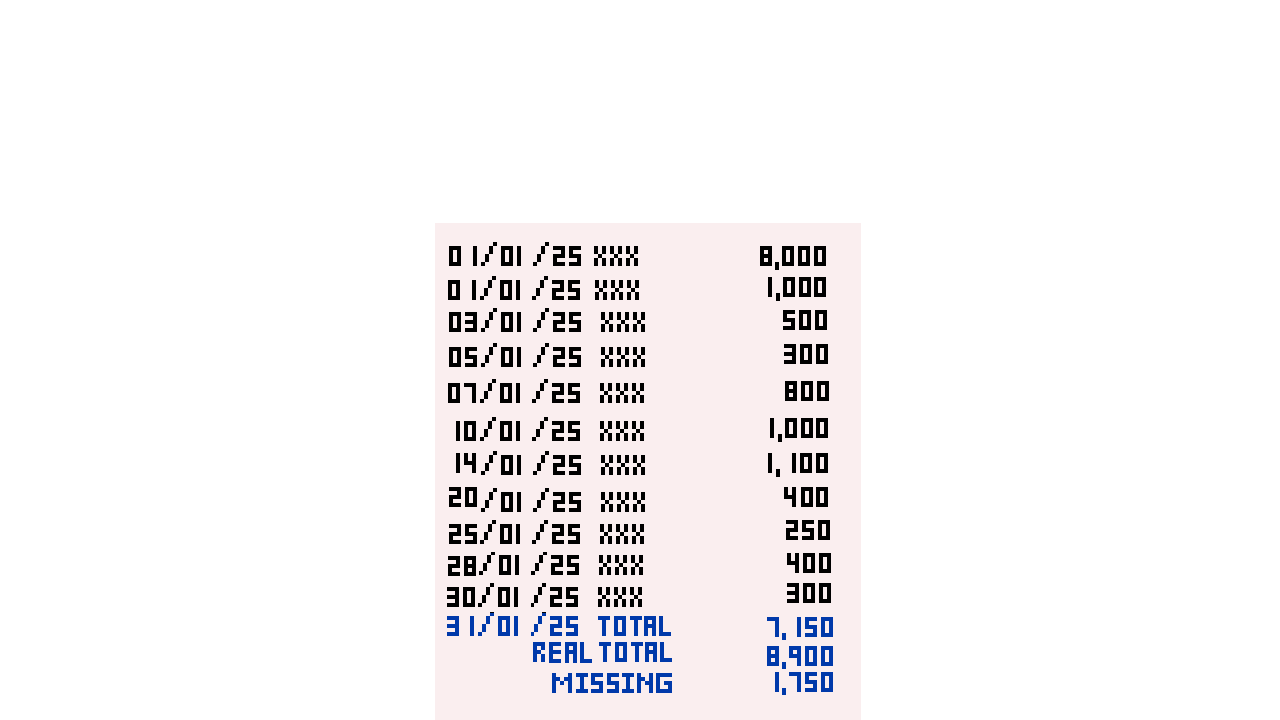 01/01/25 XXX 8,000
01/01/25 XXX 1,000
03/01/25 XXX 500
05/01/25 XXX 300
07/01/25 XXX 800
10/01/25 XXX 1,000
14/01/25 XXX 1,100
20/01/25 XXX 400
25/01/25 XXX 250
28/01/25 XXX 400
30/01/25 XXX 300
31/01/25 TOTAL 7,150
REAL TOTAL 8,900
MISSING 1,750